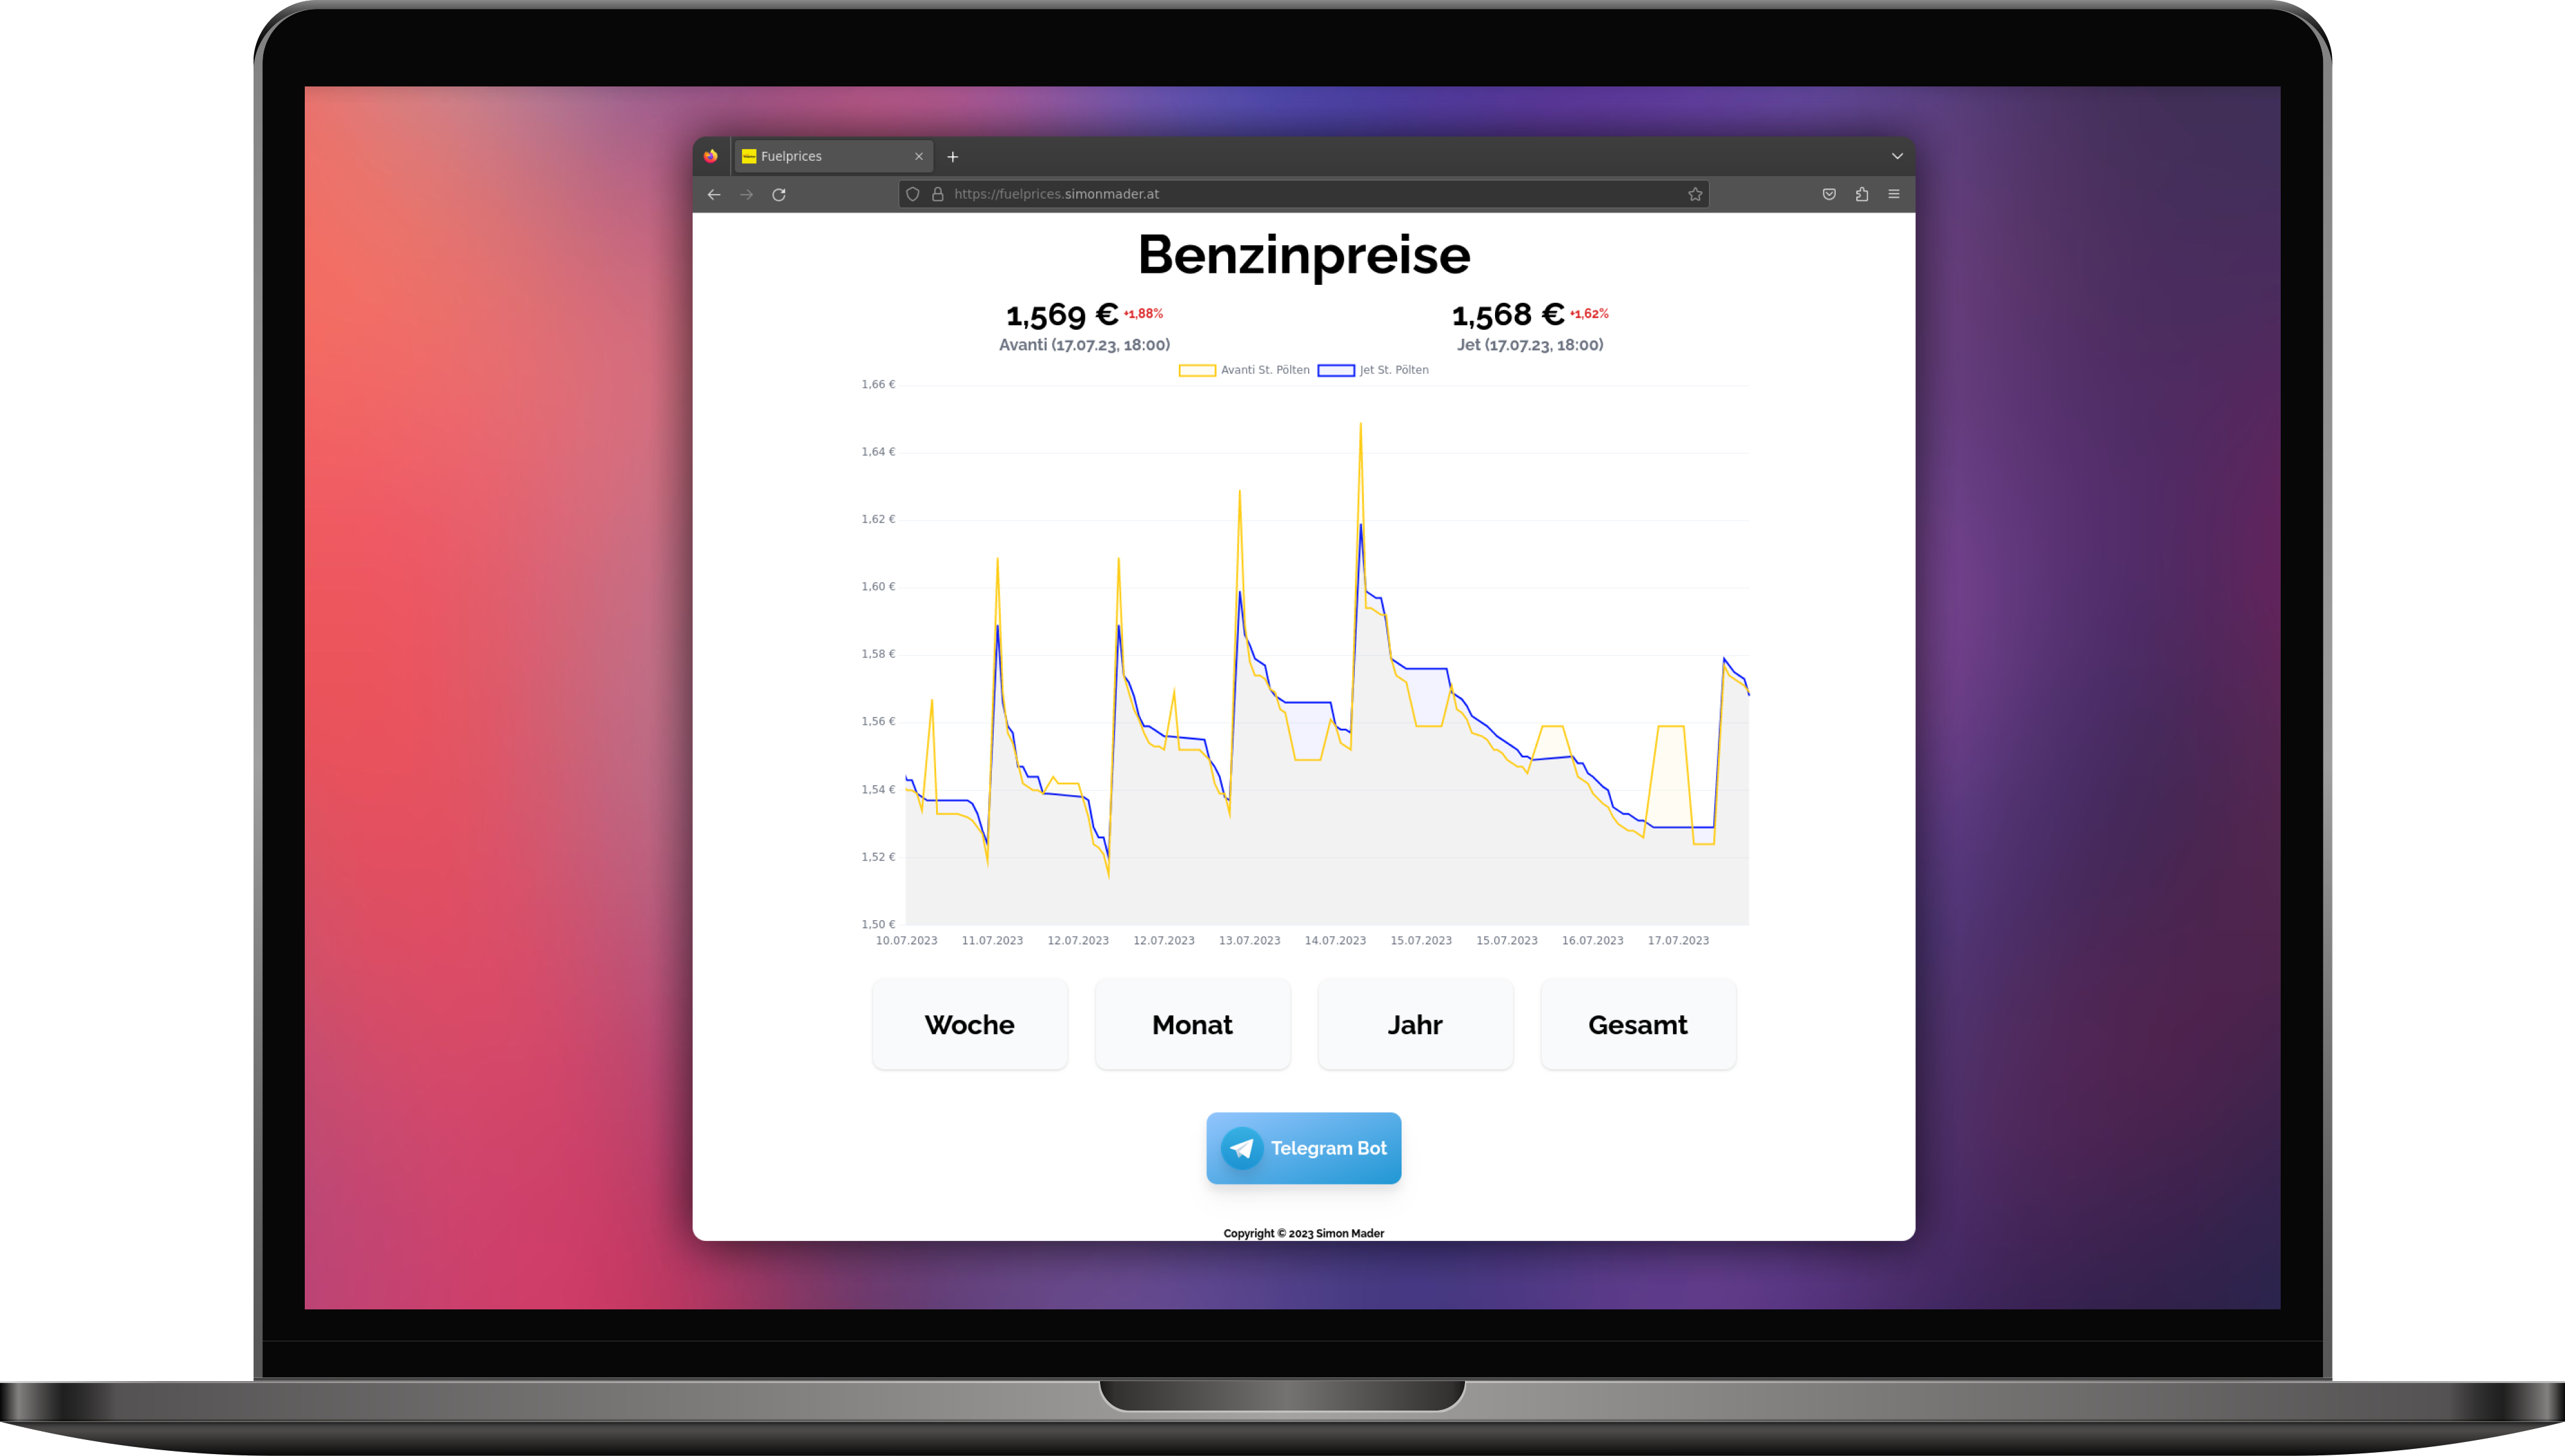 Fuelprices
https://fuelprices.simonmader.at
Benzinpreise
1,569 € +1,88%
Avanti (17.07.23, 18:00)
1,568 € +1,62%
Jet (17.07.23, 18:00)
Avanti St. Pölten
Jet St. Pölten
1,66 €
1,64 €
1,62 €
1,60 €
1,58 €
1,56 €
1,54 €
1,52 €
1,50 €
10.07.2023 11.07.2023 12.07.2023 12.07.2023 13.07.2023 14.07.2023 15.07.2023 15.07.2023 16.07.2023 17.07.2023
Woche
Monat
Jahr
Gesamt
Telegram Bot
Copyright © 2023 Simon Mader